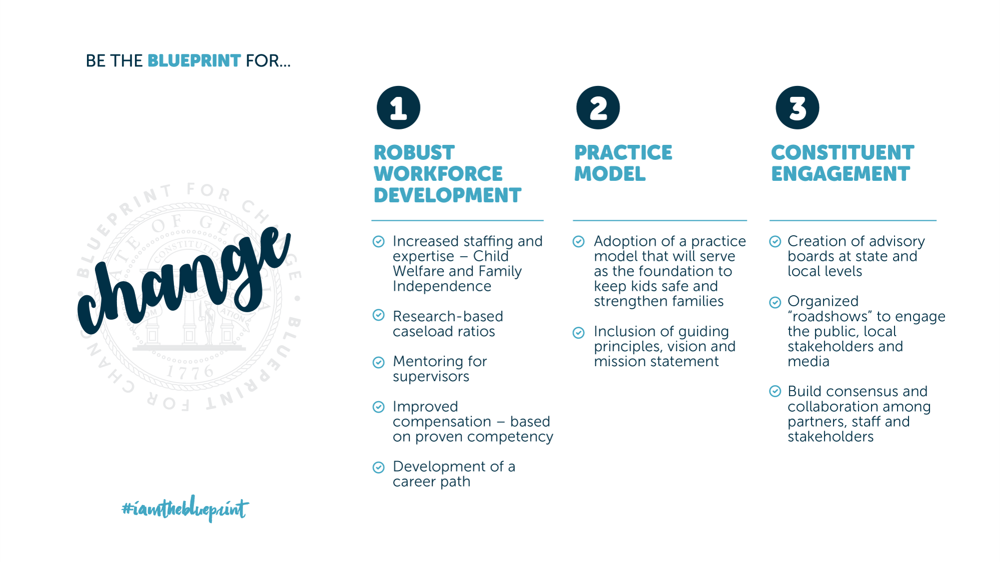 BE THE BLUEPRINT FOR...
BLUEPRINT FOR CHANGE • BLUEPRINT FOR CHANGE •
STATE OF GEORGIA
CONSTITUTION
1776
change
#iamtheblueprint
1
ROBUST
WORKFORCE
DEVELOPMENT
Increased staffing and
expertise – Child
Welfare and Family
Independence
Research-based
caseload ratios
Mentoring for
supervisors
Improved
compensation – based
on proven competency
Development of a
career path
2
PRACTICE
MODEL
Adoption of a practice
model that will serve
as the foundation to
keep kids safe and
strengthen families
Inclusion of guiding
principles, vision and
mission statement
3
CONSTITUENT
ENGAGEMENT
Creation of advisory
boards at state and
local levels
Organized
“roadshows” to engage
the public, local
stakeholders and
media
Build consensus and
collaboration among
partners, staff and
stakeholders